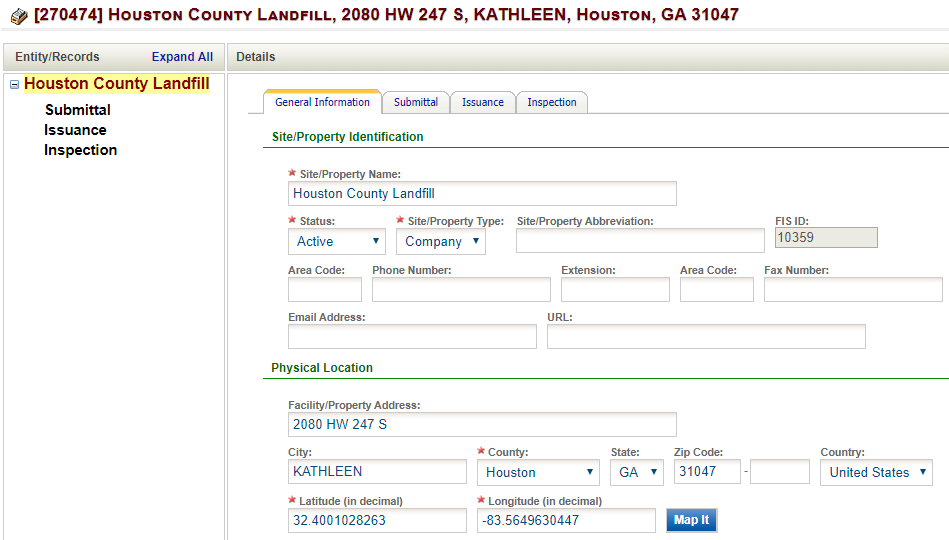 [270474] Houston County Landfill, 2080 HW 247 S, KATHLEEN, Houston, GA 31047
Entity/Records Expand All
Houston County Landfill
Submittal
Issuance
Inspection
Details
General Information Submittal Issuance Inspection
Site/Property Identification
* Site/Property Name:
Houston County Landfill
* Status: * Site/Property Type: Site/Property Abbreviation: FIS ID:
Active Company 10359
Area Code: Phone Number: Extension: Area Code: Fax Number:
Email Address: URL:
Physical Location
Facility/Property Address:
2080 HW 247 S
City: * County: State: Zip Code: Country:
KATHLEEN Houston GA 31047 - United States
* Latitude (in decimal) * Longitude (in decimal)
32.4001028263 -83.5649630447 Map It